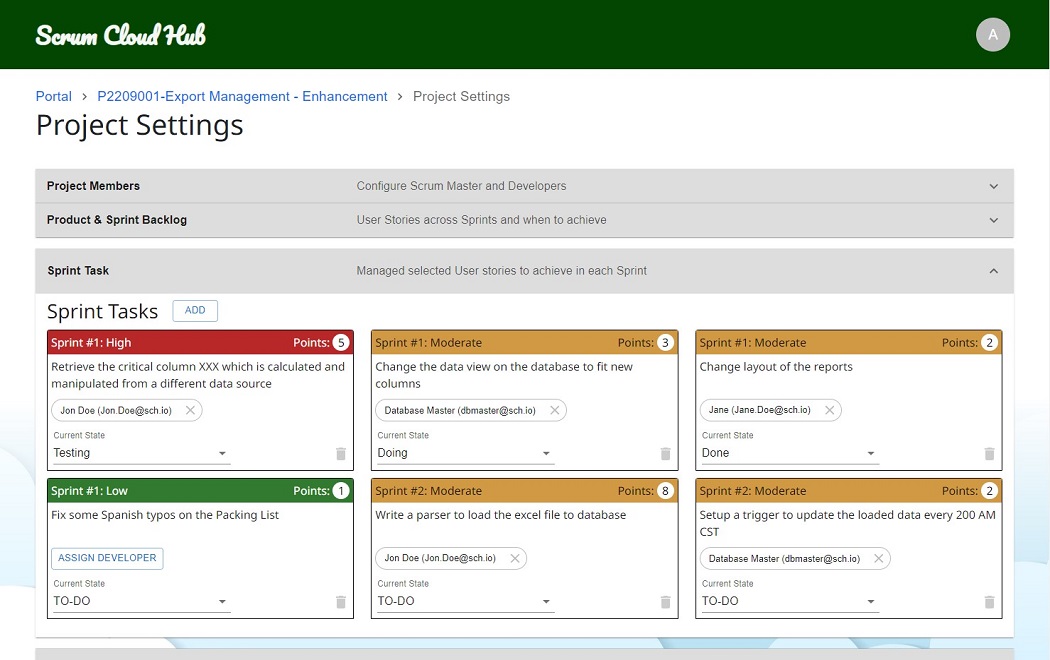 Scrum Cloud Hub
A
Portal > P2209001-Export Management - Enhancement > Project Settings
Project Settings
Project Members Configure Scrum Master and Developers
Product & Sprint Backlog User Stories across Sprints and when to achieve
Sprint Task Managed selected User stories to achieve in each Sprint
Sprint Tasks ADD
Sprint #1: High Points: 5
Retrieve the critical column XXX which is calculated and
manipulated from a different data source
Jon Doe (Jon.Doe@sch.io)
Current State
Testing
Sprint #1: Moderate Points: 3
Change the data view on the database to fit new
columns
Database Master (dbmaster@sch.io)
Current State
Doing
Sprint #1: Moderate Points: 2
Change layout of the reports
Jane (Jane.Doe@sch.io)
Current State
Done
Sprint #1: Low Points: 1
Fix some Spanish typos on the Packing List
ASSIGN DEVELOPER
Current State
TO-DO
Sprint #2: Moderate Points: 8
Write a parser to load the excel file to database
Jon Doe (Jon.Doe@sch.io)
Current State
TO-DO
Sprint #2: Moderate Points: 2
Setup a trigger to update the loaded data every 200 AM
CST
Database Master (dbmaster@sch.io)
Current State
TO-DO